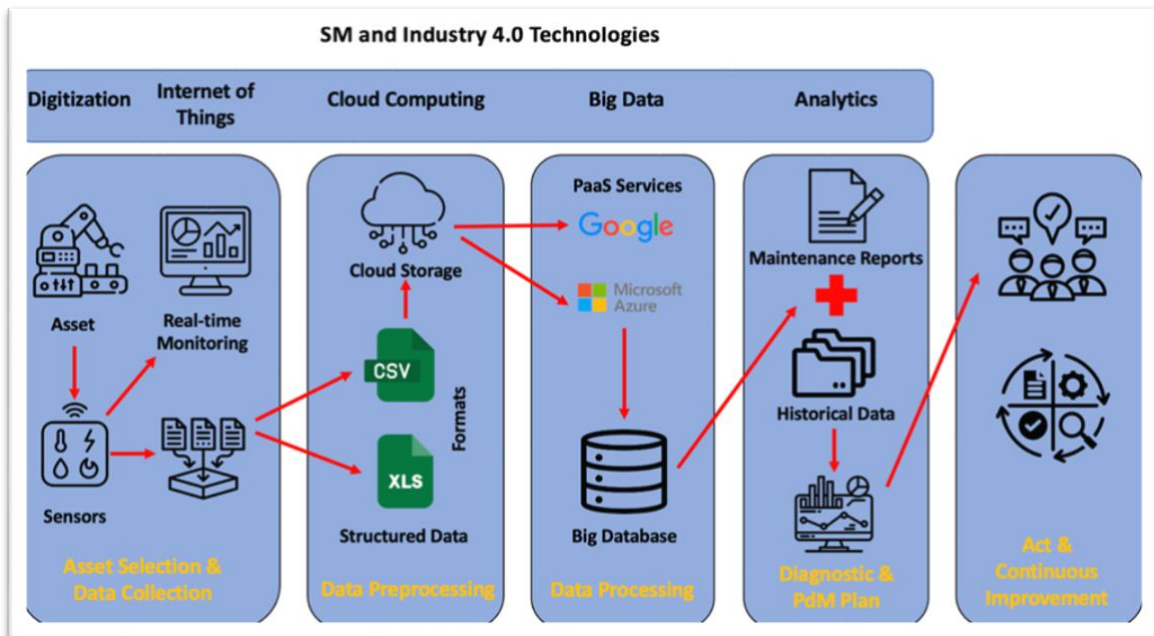 SM and Industry 4.0 Technologies
Digitization
Internet of
Things
Cloud Computing
Big Data
Analytics
Asset
Real-time
Monitoring
Sensors
Asset Selection &
Data Collection
Cloud Storage
CSV
Formats
XLS
Structured Data
Data Preprocessing
PaaS Services
Google
Microsoft
Azure
Big Database
Data Processing
Maintenance Reports
Historical Data
Diagnostic &
PdM Plan
Act &
Continuous
Improvement